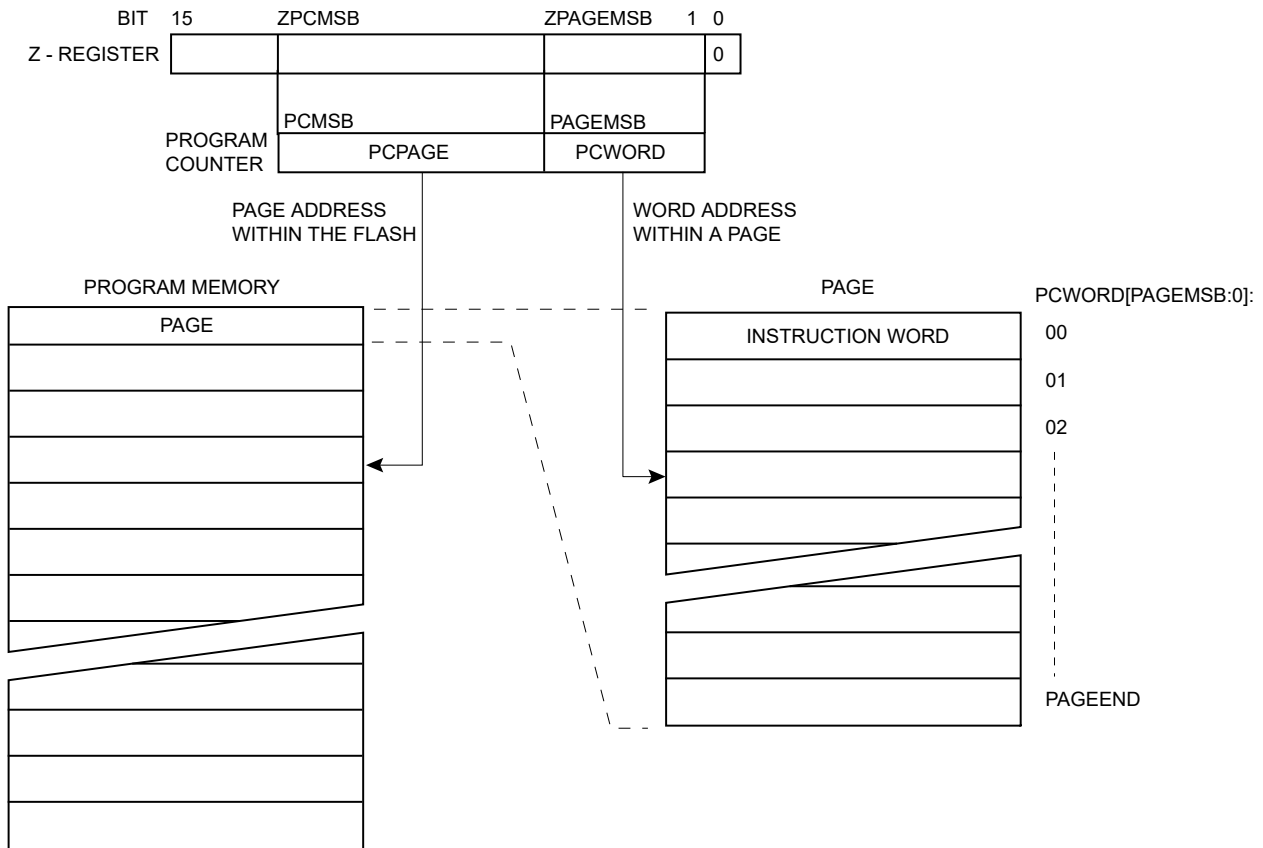 BIT 15 ZPCMSB ZPAGEMSB 1 0
Z - REGISTER 0
PCMSB PAGEMSB
PROGRAM
COUNTER
PCPAGE PCWORD
PAGE ADDRESS
WITHIN THE FLASH
WORD ADDRESS
WITHIN A PAGE
PROGRAM MEMORY
PAGE
PAGE
PCWORD[PAGEMSB:0]:
INSTRUCTION WORD
00
01
02
PAGEEND